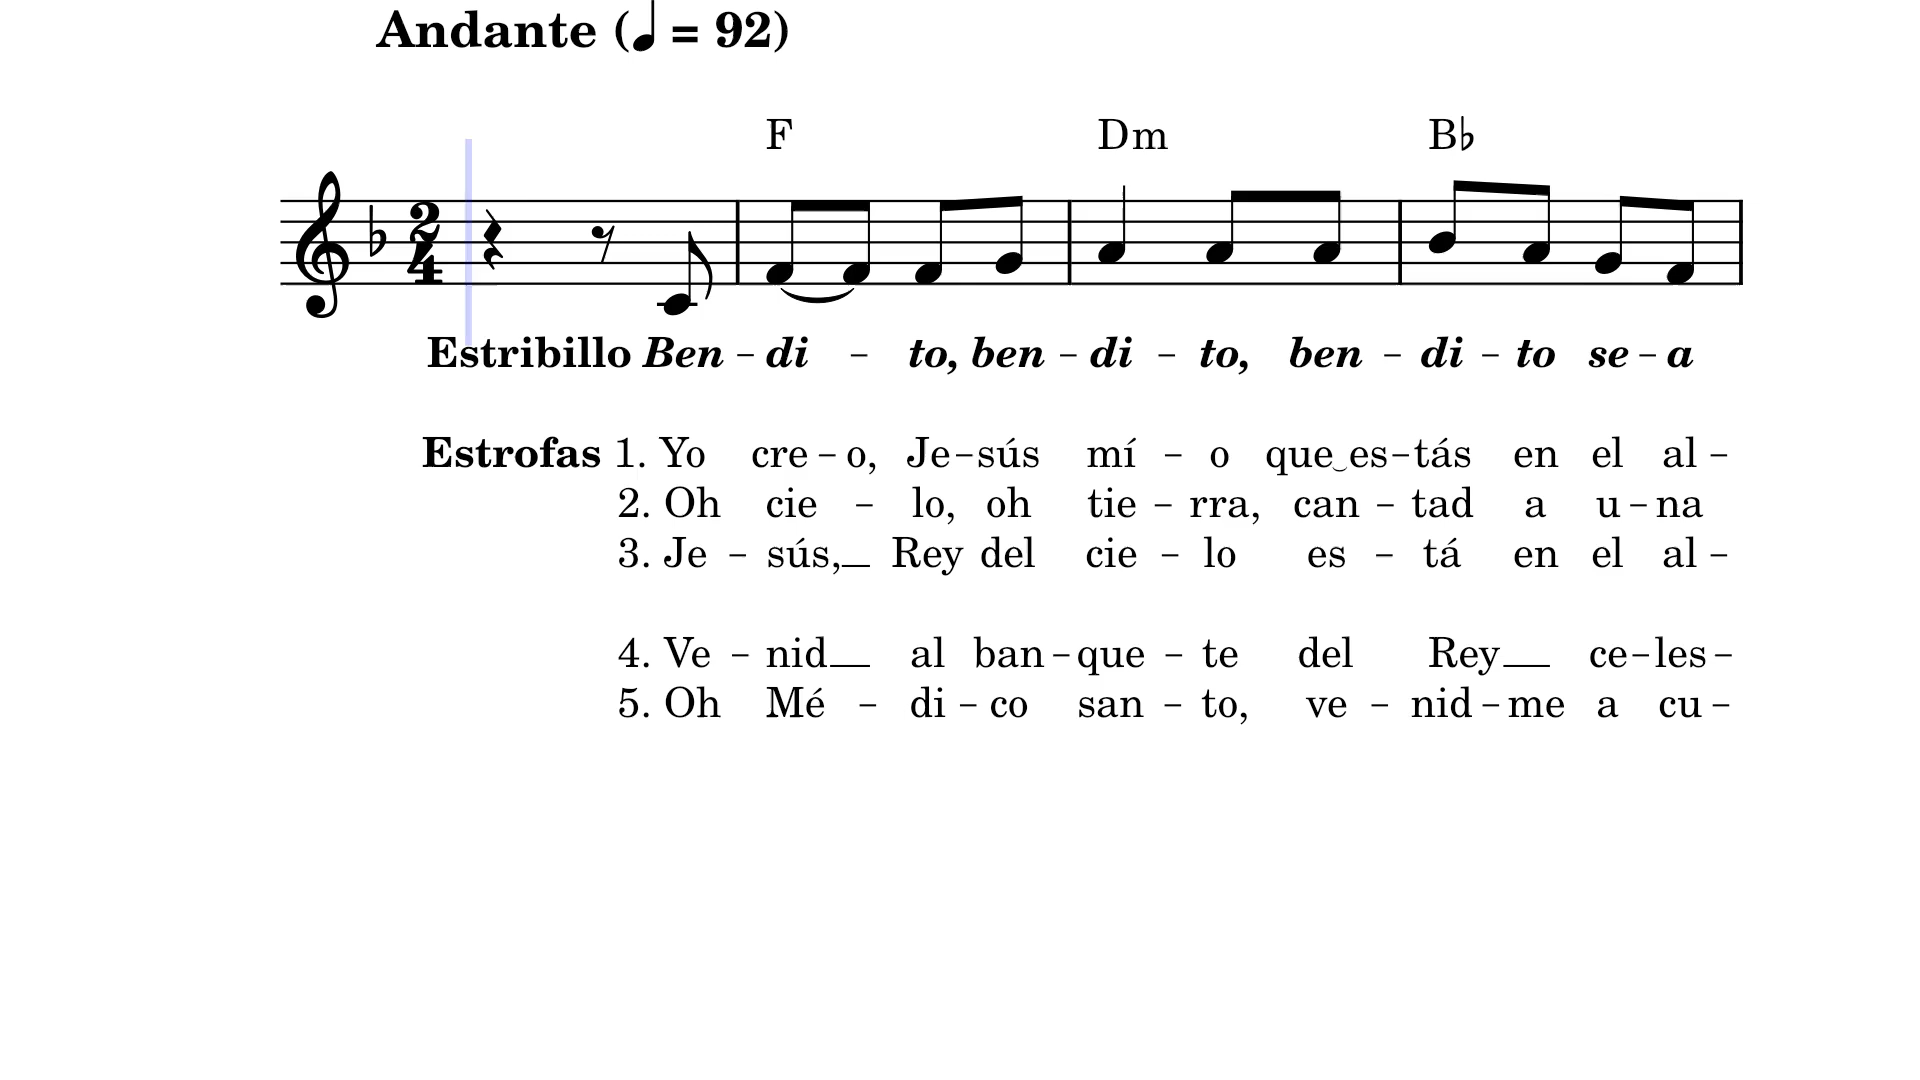 Andante (♩ = 92)
F Dm B♭
2
4
Estribillo Ben – di – to, ben – di – to, ben – di – to se – a
Estrofas 1. Yo cre – o, Je – sús mí – o que‿es – tás en el al –
2. Oh cie – lo, oh tie – rra, can – tad a u – na
3. Je – sús,__ Rey del cie – lo es – tá en el al –
4. Ve – nid__ al ban – que – te del Rey__ ce – les –
5. Oh Mé – di – co san – to, ve – nid – me a cu –